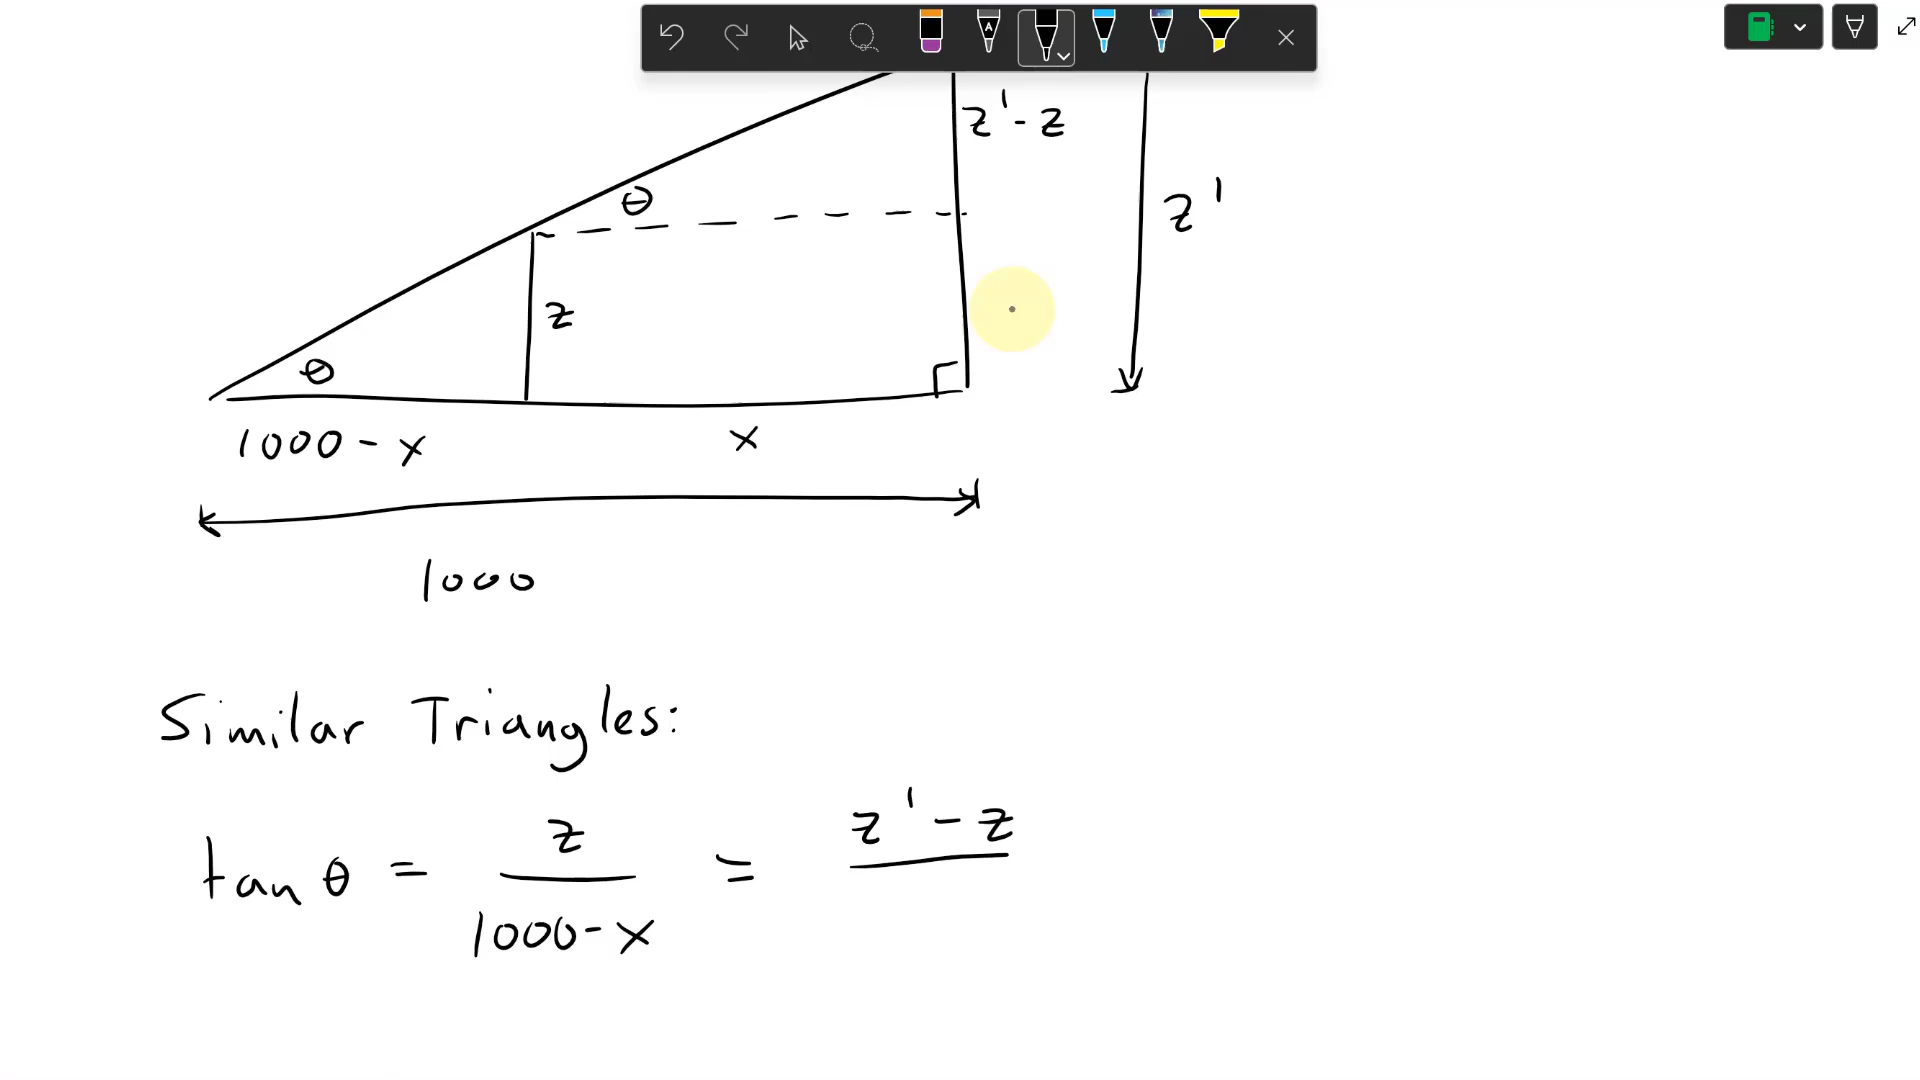 z' - z
θ
z'
z
θ
1000 - x
x
1000
Similar Triangles:
tan θ = z / 1000 - x = z' - z
A